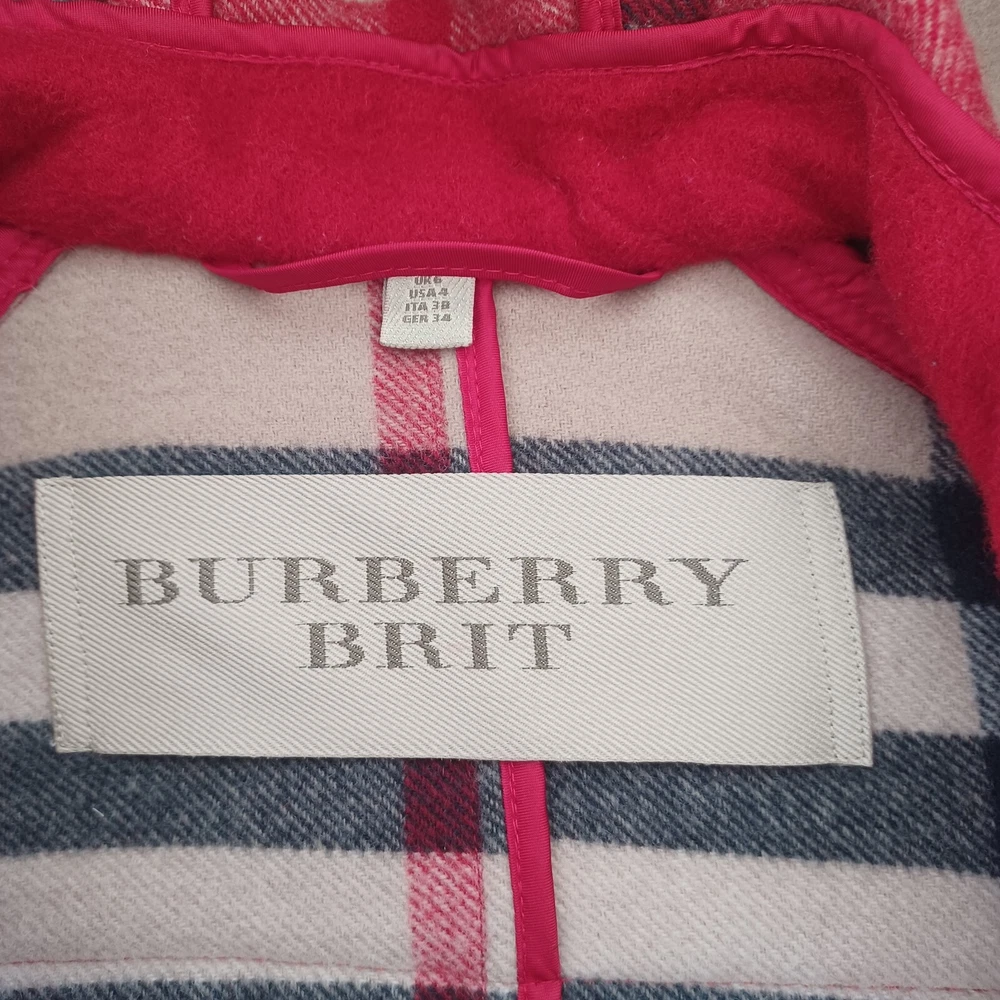 UK 6
USA 4
ITA 38
GER 34
BURBERRY
BRIT